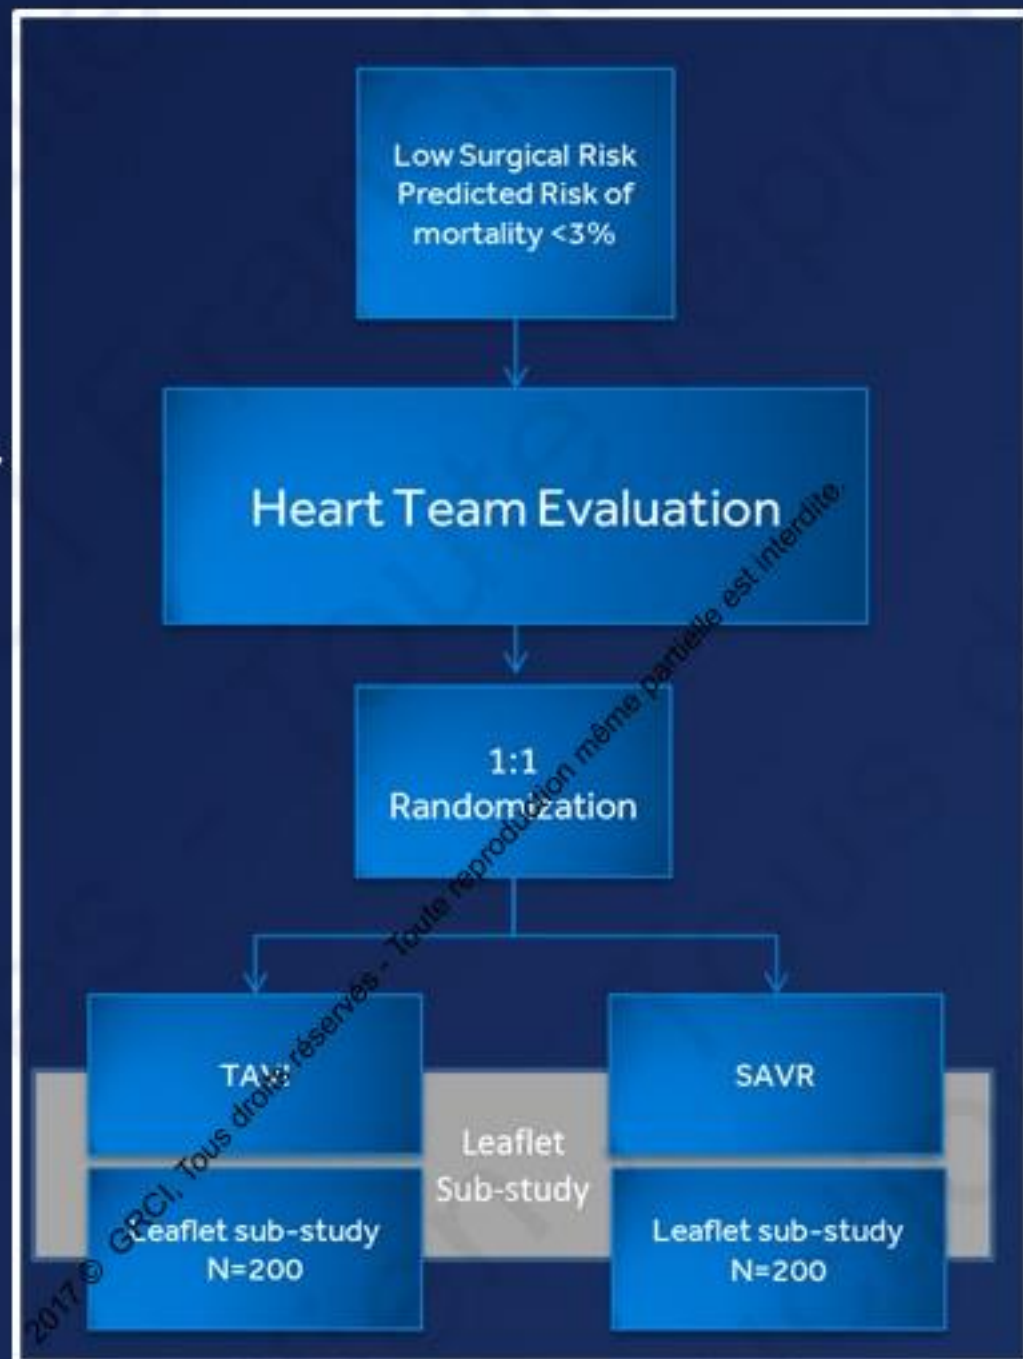 Low Surgical Risk
Predicted Risk of
mortality <3%
Heart Team Evaluation
1:1
Randomization
SAVR
Leaflet
Sub-study
Leaflet sub-study
N=200
Leaflet sub-study
N=200
2017 © GRCI, Tous droits réservés - Toute reproduction même partielle est interdite.